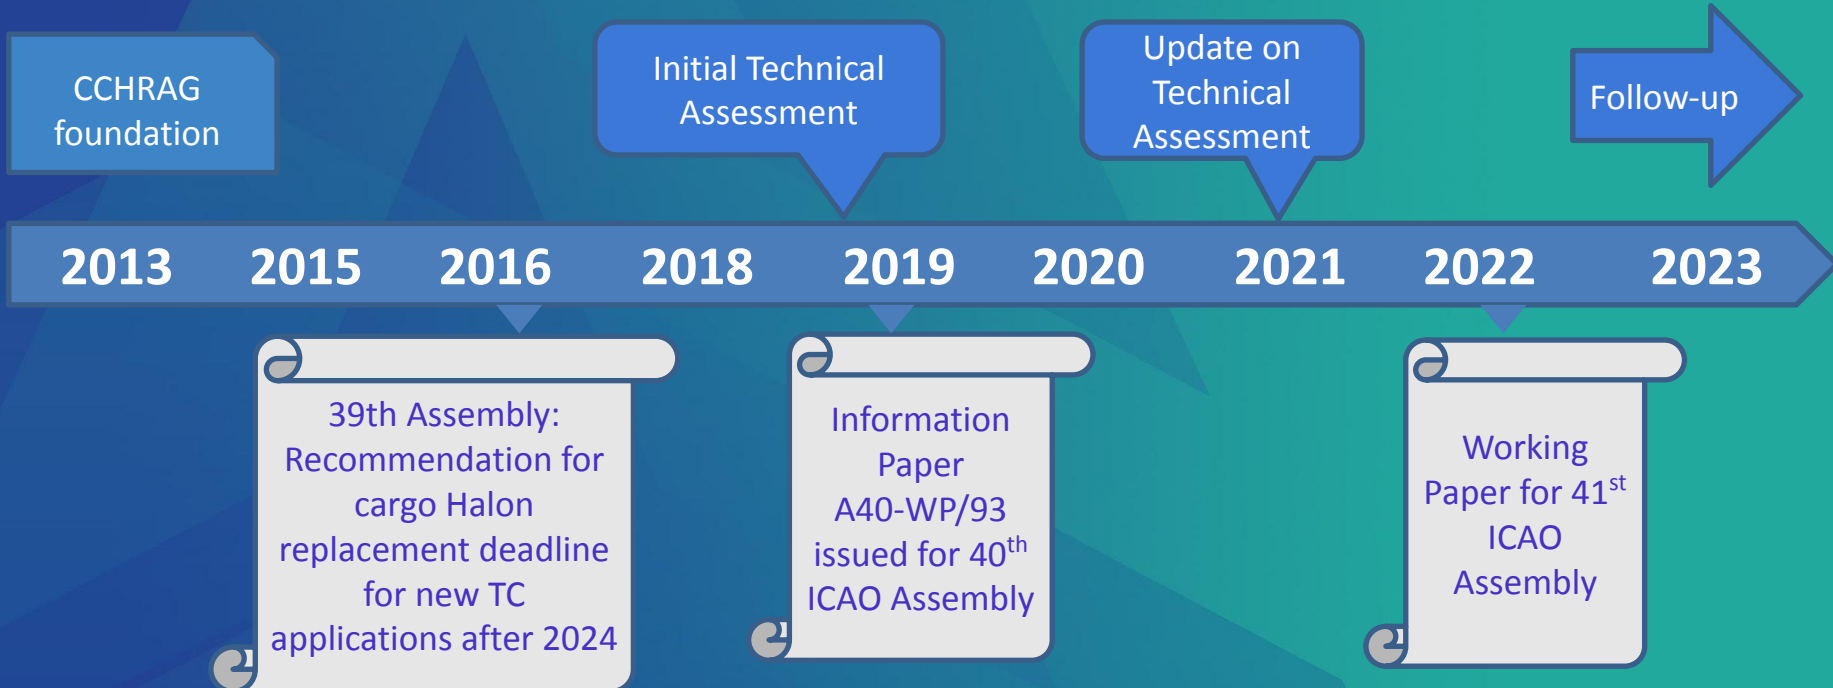 CCHRAG
foundation
Initial Technical
Assessment
Update on
Technical
Assessment
Follow-up
2013 2015 2016 2018 2019 2020 2021 2022 2023
39th Assembly:
Recommendation for
cargo Halon
replacement deadline
for new TC
applications after 2024
Information
Paper
A40-WP/93
issued for 40th
ICAO Assembly
Working
Paper for 41st
ICAO
Assembly